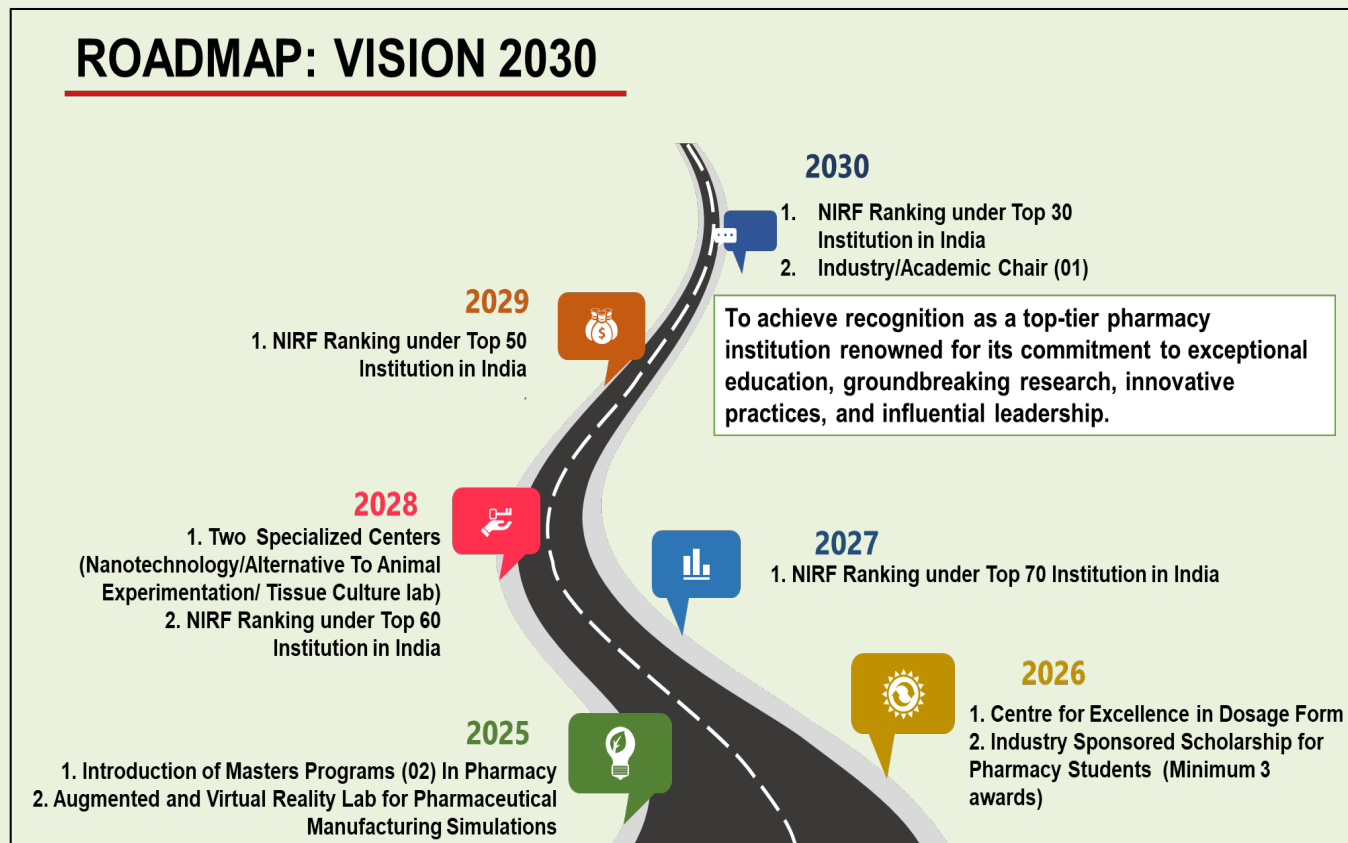 ROADMAP: VISION 2030
2030
1. NIRF Ranking under Top 30
Institution in India
2. Industry/Academic Chair (01)
To achieve recognition as a top-tier pharmacy
institution renowned for its commitment to exceptional
education, groundbreaking research, innovative
practices, and influential leadership.
2029
1. NIRF Ranking under Top 50
Institution in India
.
2028
1. Two Specialized Centers
(Nanotechnology/Alternative To Animal
Experimentation/ Tissue Culture lab)
2. NIRF Ranking under Top 60
Institution in India
2027
1. NIRF Ranking under Top 70 Institution in India
2026
1. Centre for Excellence in Dosage Form
2. Industry Sponsored Scholarship for
Pharmacy Students (Minimum 3
awards)
2025
1. Introduction of Masters Programs (02) In Pharmacy
2. Augmented and Virtual Reality Lab for Pharmaceutical
Manufacturing Simulations
$